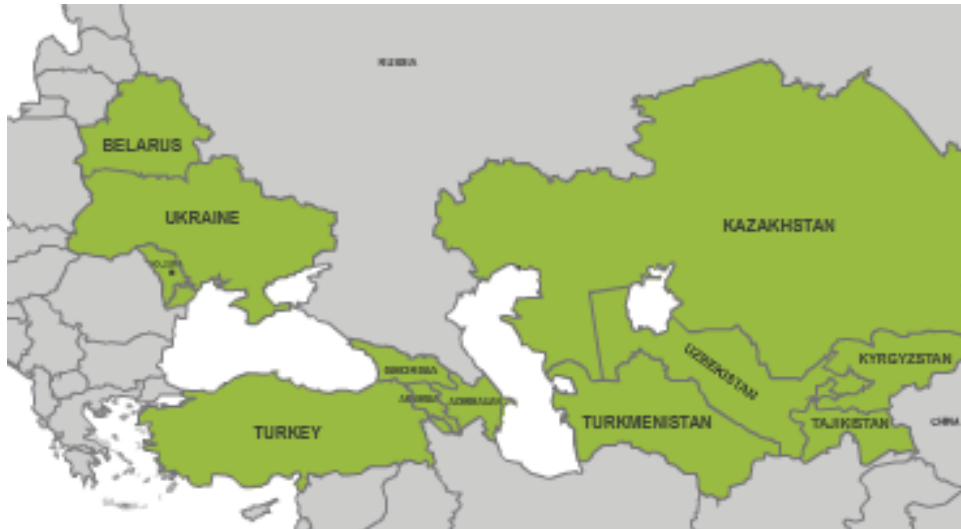 RUSSIA
BELARUS
UKRAINE
KAZAKHSTAN
GEORGIA
UZBEKISTAN
KYRGYZSTAN
ARMENIA
AZERBAIJAN
TURKEY
TURKMENISTAN
TAJIKISTAN
CHINA